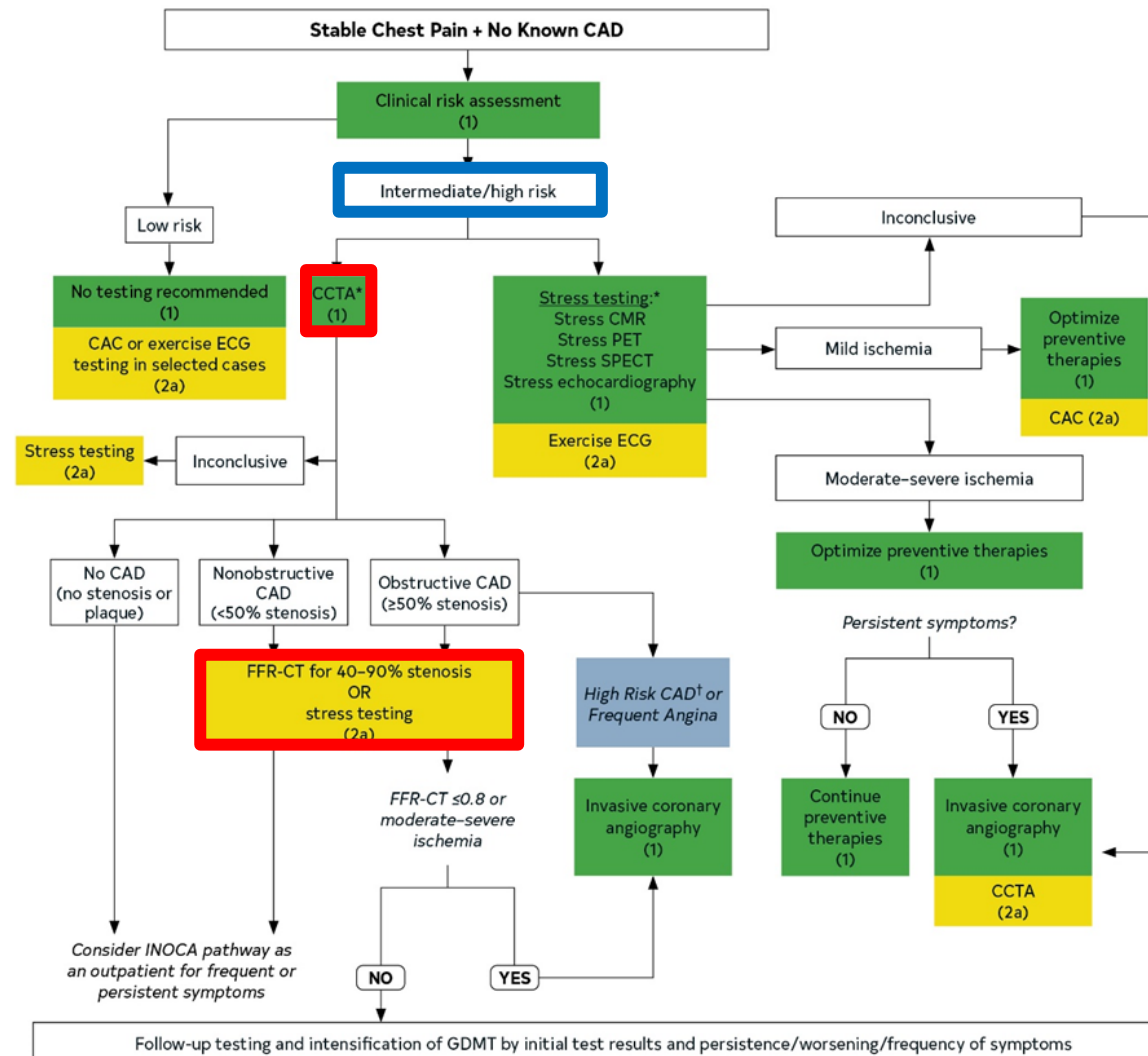 Stable Chest Pain + No Known CAD
Clinical risk assessment
(1)
Intermediate/high risk
Low risk
No testing recommended
(1)
CAC or exercise ECG
testing in selected cases
(2a)
CCTA*
(1)
Stress testing:*
Stress CMR
Stress PET
Stress SPECT
Stress echocardiography
(1)
Exercise ECG
(2a)
Inconclusive
Mild ischemia
Optimize
preventive
therapies
(1)
CAC (2a)
Moderate–severe ischemia
Optimize preventive therapies
(1)
Stress testing
(2a)
Inconclusive
No CAD
(no stenosis or
plaque)
Nonobstructive
CAD
(<50% stenosis)
Obstructive CAD
(≥50% stenosis)
FFR-CT for 40–90% stenosis
OR
stress testing
(2a)
High Risk CAD† or
Frequent Angina
Persistent symptoms?
NO
YES
FFR-CT ≤0.8 or
moderate–severe
ischemia
Invasive coronary
angiography
(1)
Continue
preventive
therapies
(1)
Invasive coronary
angiography
(1)
CCTA
(2a)
Consider INOCA pathway as
an outpatient for frequent or
persistent symptoms
NO
YES
Follow-up testing and intensification of GDMT by initial test results and persistence/worsening/frequency of symptoms